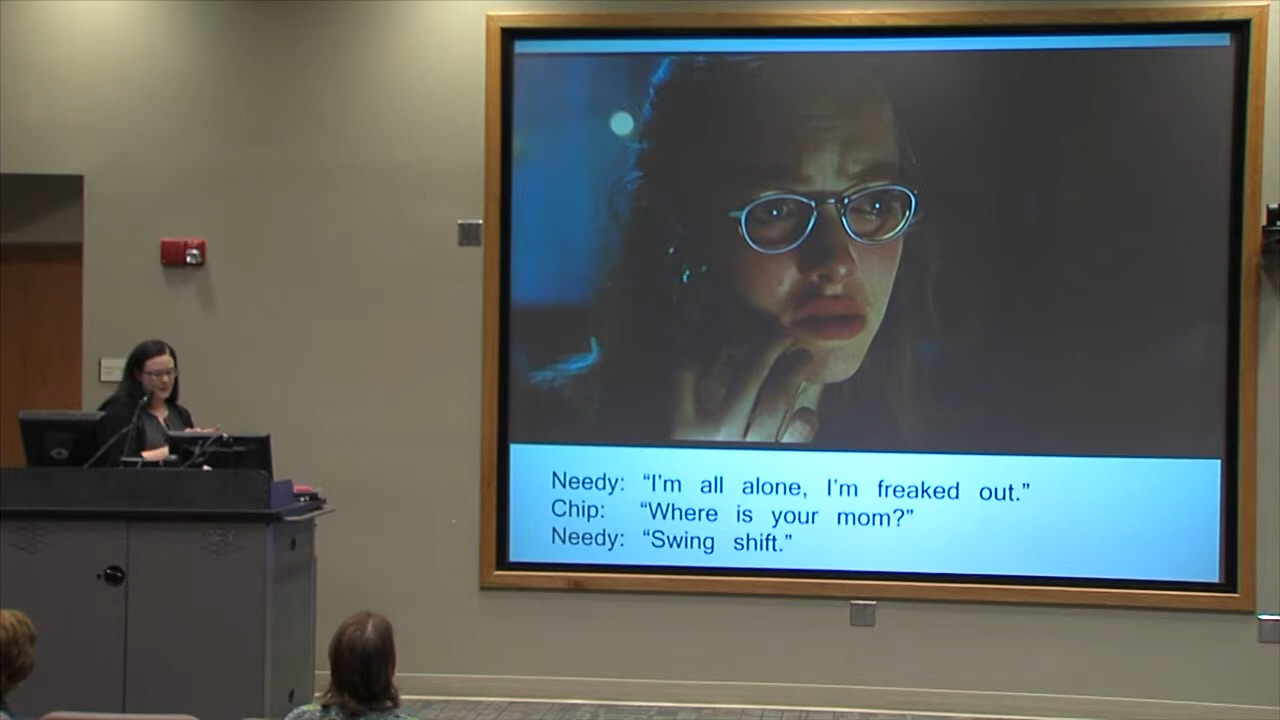 Needy: “I'm all alone, I'm freaked out.”
Chip: “Where is your mom?”
Needy: “Swing shift.”